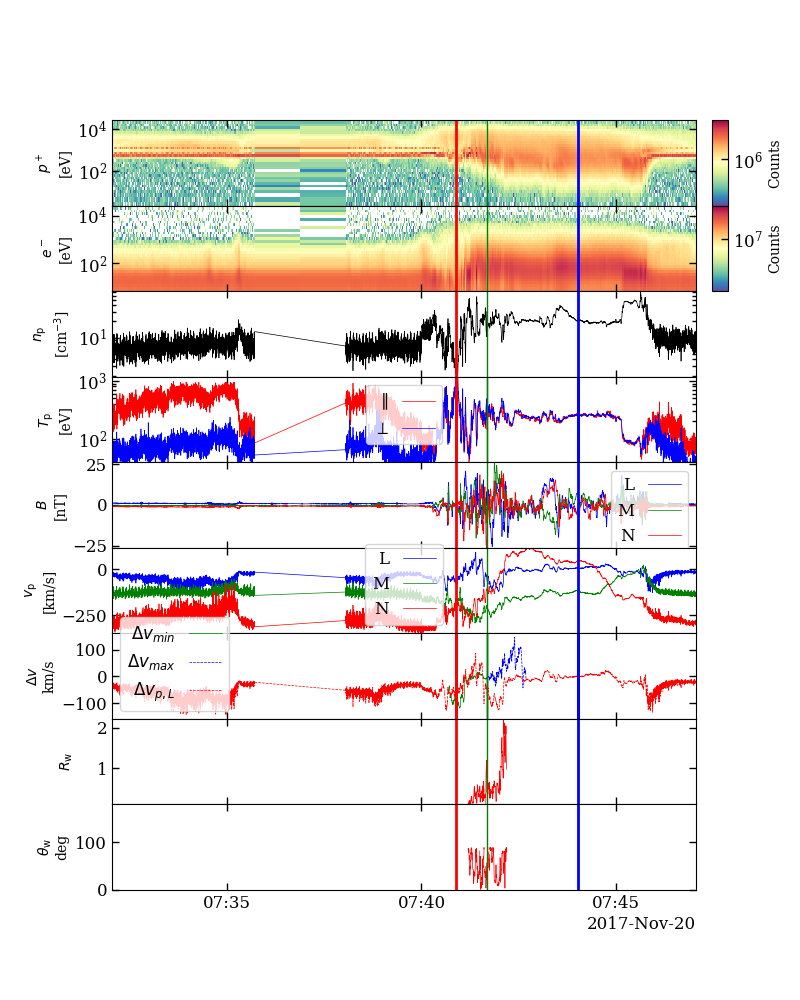 10⁴
p⁺
[eV]
10²
10⁶
Counts
10⁴
e⁻
[eV]
10²
10⁷
Counts
n_p
[cm⁻³]
10¹
10³
T_p
[eV]
10²
∥
⊥
25
25
B
[nT]
0
−25
L
M
N
0
v_p
[km/s]
−250
L
M
N
100
Δv
km/s
0
−100
Δv_min
Δv_max
Δv_p,L
2
R_w
1
θ_w
deg
100
0
07:35
07:40
07:45
2017-Nov-20